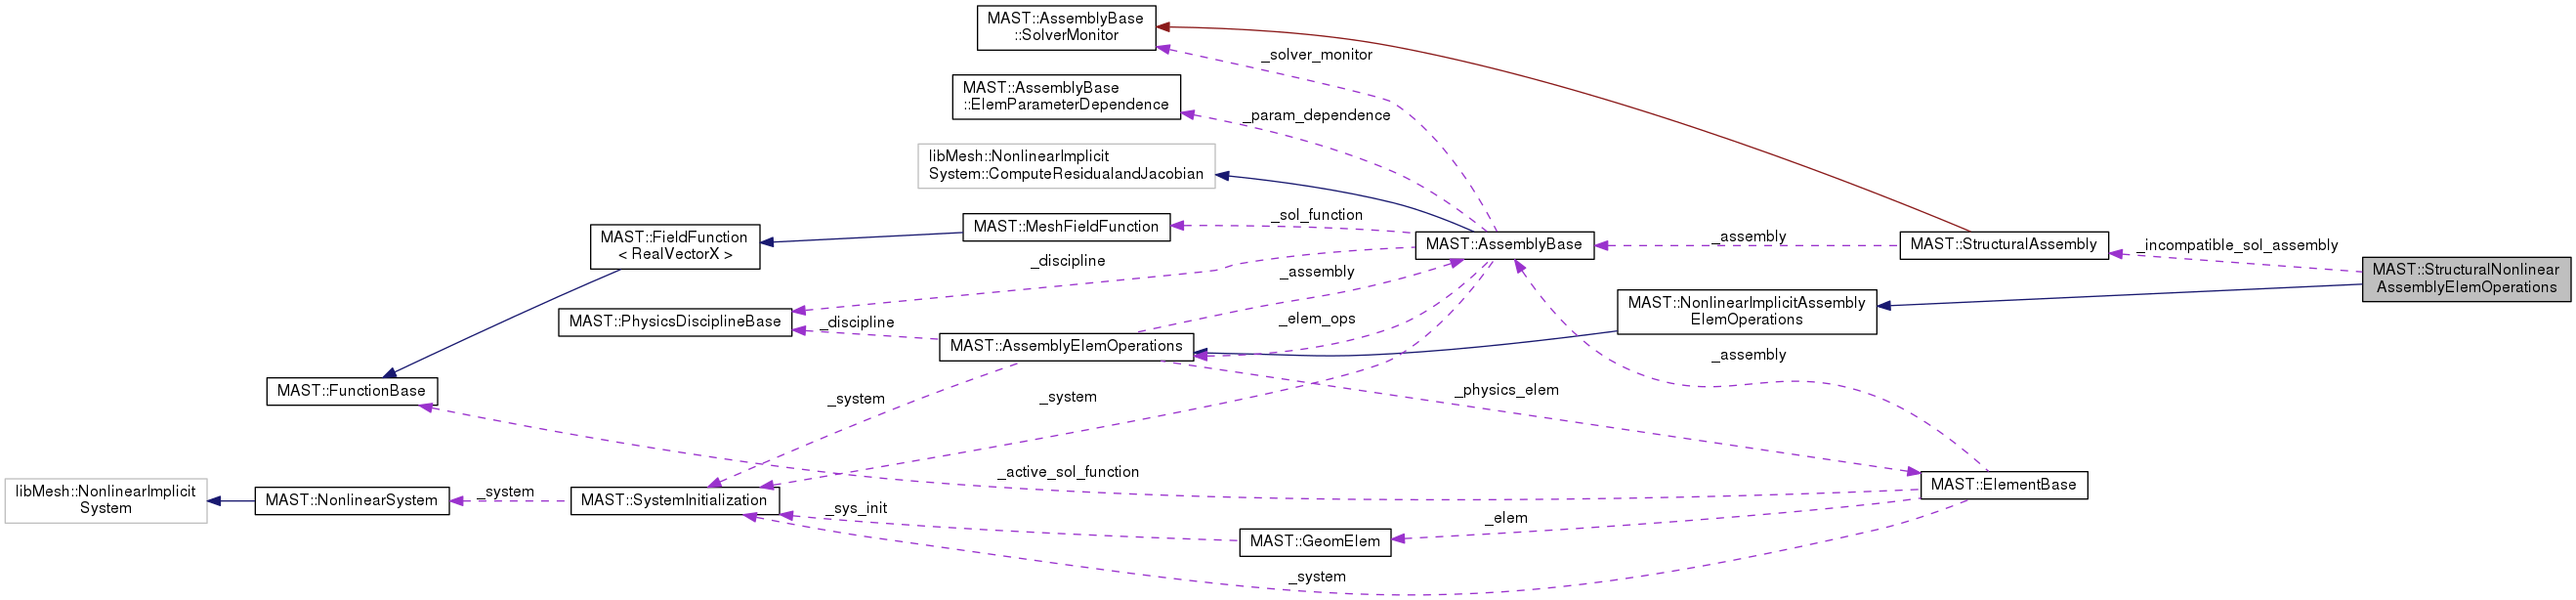 MAST::AssemblyBase
::SolverMonitor
_solver_monitor
MAST::AssemblyBase
::ElemParameterDependence
_param_dependence
libMesh::NonlinearImplicit
System::ComputeResidualandJacobian
MAST::FieldFunction
< RealVectorX >
MAST::MeshFieldFunction
_sol_function
MAST::AssemblyBase
_assembly
MAST::StructuralAssembly
_incompatible_sol_assembly
MAST::StructuralNonlinear
AssemblyElemOperations
_discipline
_assembly
MAST::NonlinearImplicitAssembly
ElemOperations
MAST::PhysicsDisciplineBase
_discipline
_elem_ops
MAST::AssemblyElemOperations
_assembly
MAST::FunctionBase
_system
_system
_physics_elem
_active_sol_function
MAST::ElementBase
libMesh::NonlinearImplicit
System
MAST::NonlinearSystem
_system
MAST::SystemInitialization
_sys_init
_elem
MAST::GeomElem
_system